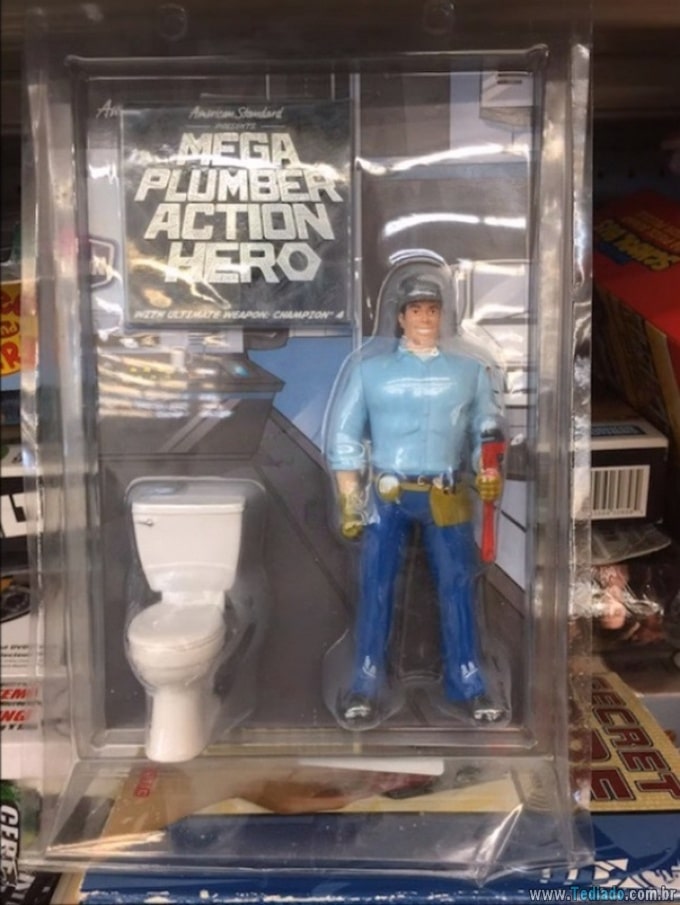 American Standard
PRESENTS
MEGA
PLUMBER
ACTION
HERO
WITH ULTIMATE WEAPON: CHAMPION® 4
SECRET
www.Tediado.com.br